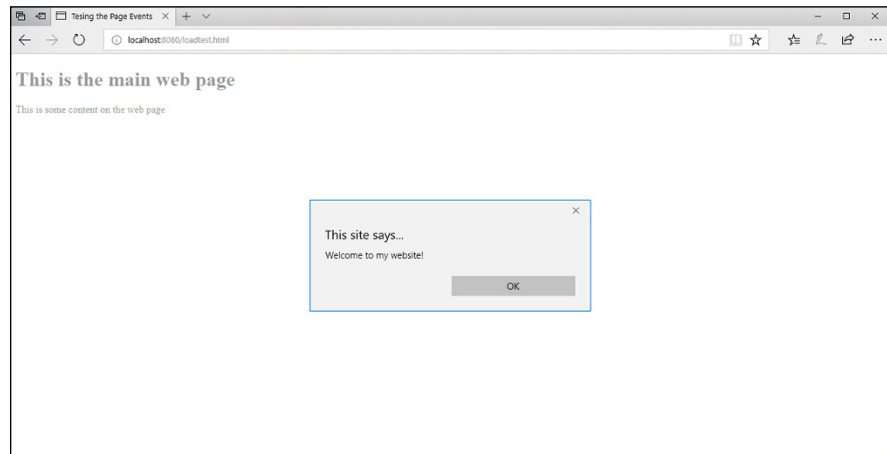 Tesing the Page Events
localhost:8080/loadtest.html
This is the main web page
This is some content on the web page
This site says...
Welcome to my website!
OK